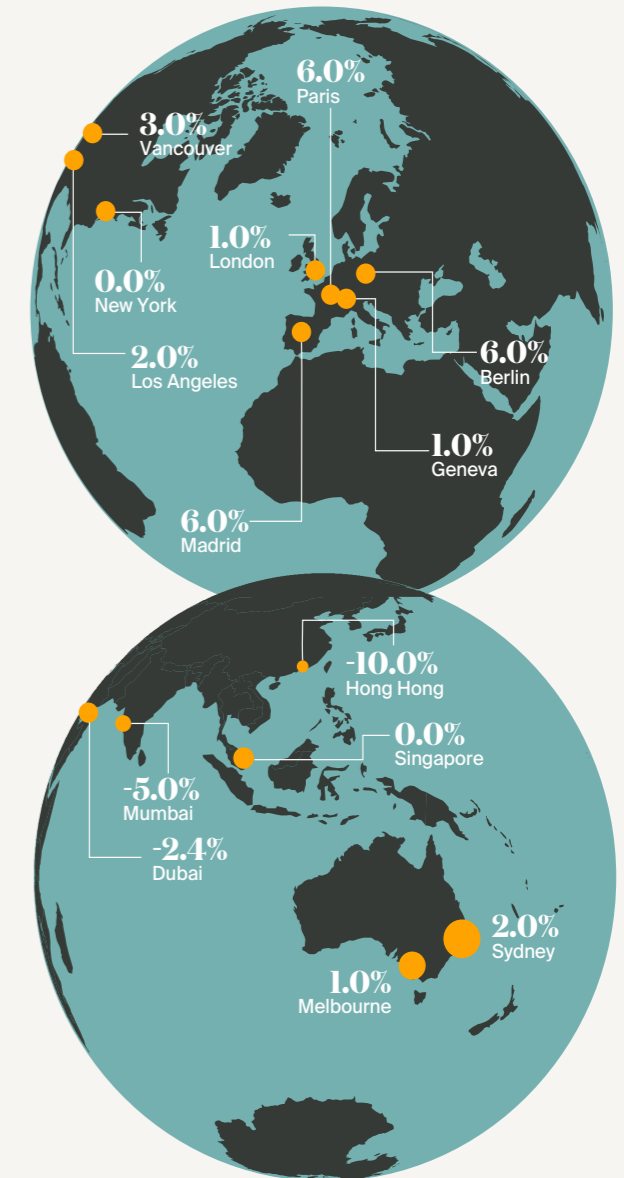 6.0%
Paris
3.0%
Vancouver
1.0%
London
0.0%
New York
2.0%
Los Angeles
6.0%
Berlin
1.0%
Geneva
6.0%
Madrid
-10.0%
Hong Hong
0.0%
Singapore
-5.0%
Mumbai
-2.4%
Dubai
2.0%
Sydney
1.0%
Melbourne